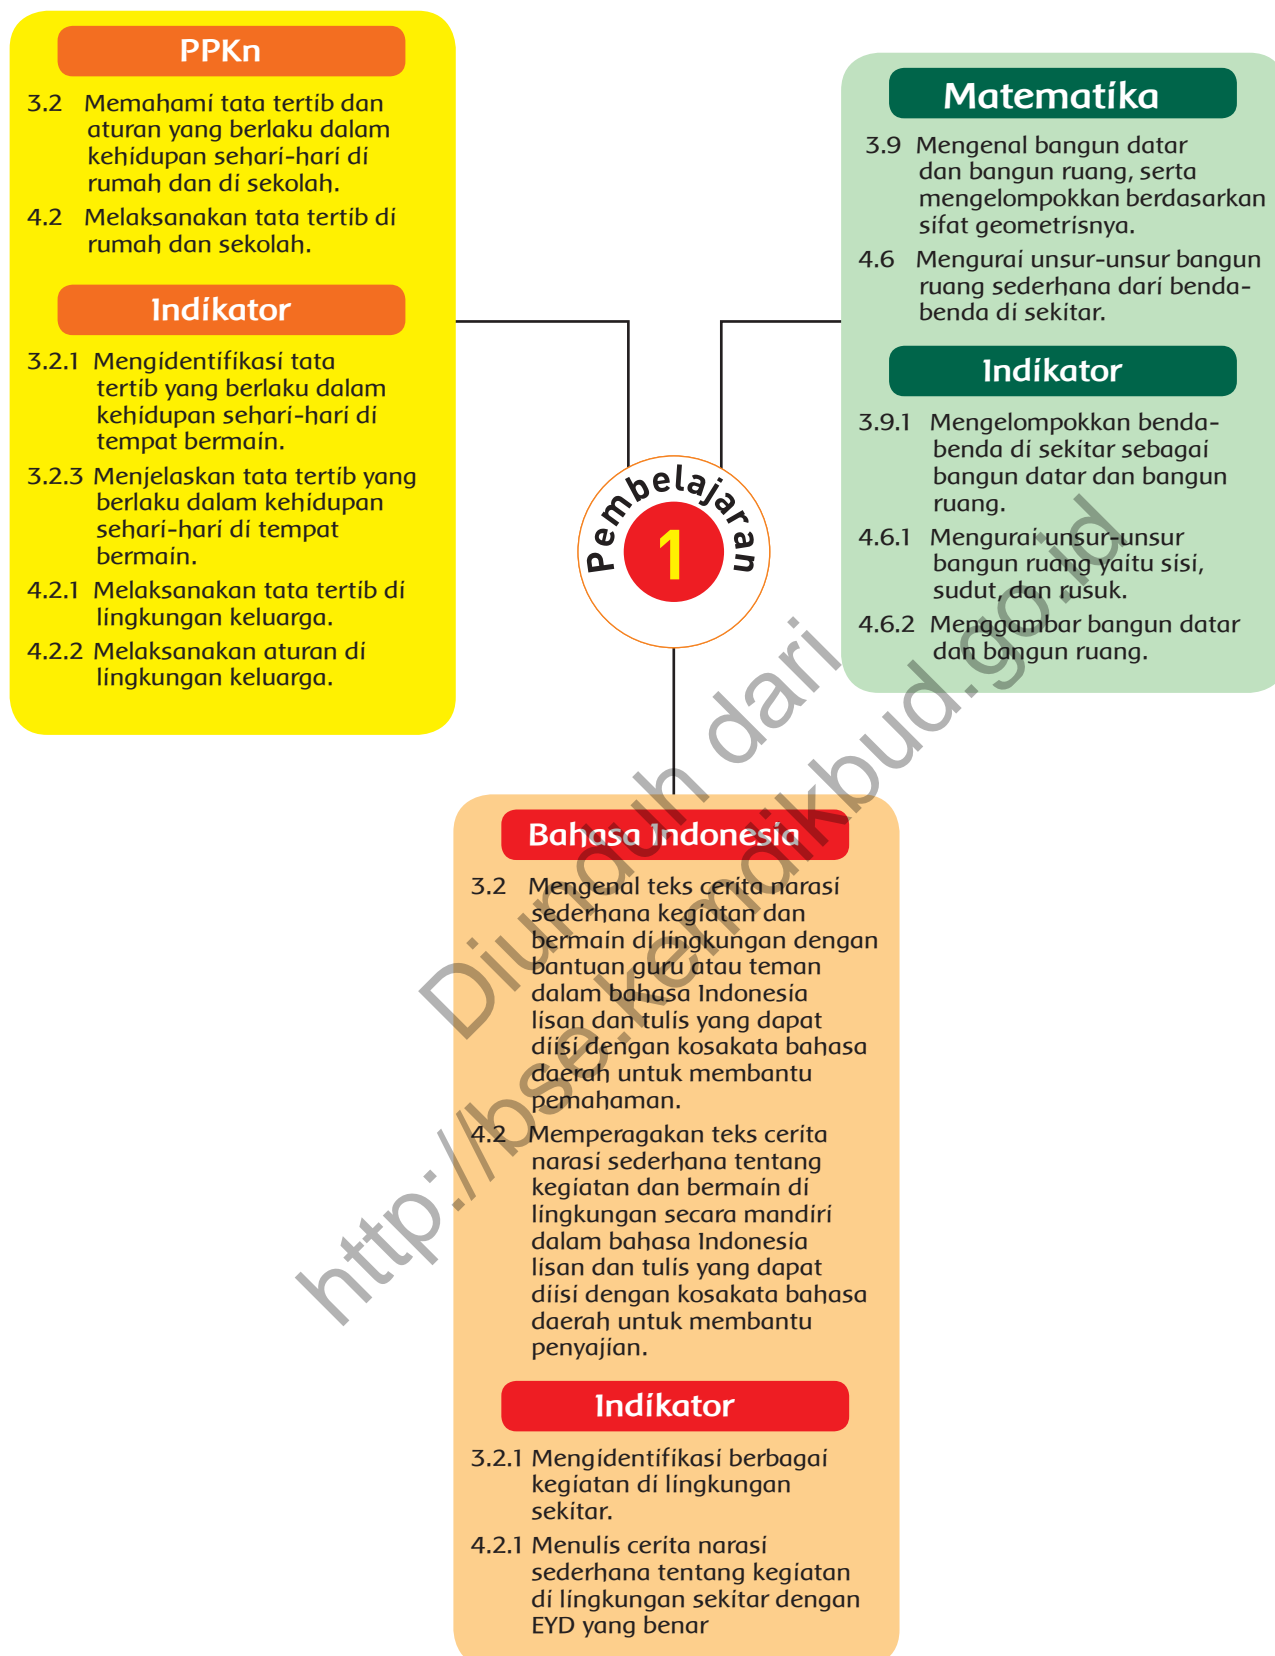 PPKn
3.2 Memahami tata tertib dan
aturan yang berlaku dalam
kehidupan sehari-hari di
rumah dan di sekolah.
4.2 Melaksanakan tata tertib di
rumah dan sekolah.
Indikator
3.2.1 Mengidentifikasi tata
tertib yang berlaku dalam
kehidupan sehari-hari di
tempat bermain.
3.2.3 Menjelaskan tata tertib yang
berlaku dalam kehidupan
sehari-hari di tempat
bermain.
4.2.1 Melaksanakan tata tertib di
lingkungan keluarga.
4.2.2 Melaksanakan aturan di
lingkungan keluarga.
Matematika
3.9 Mengenal bangun datar
dan bangun ruang, serta
mengelompokkan berdasarkan
sifat geometrisnya.
4.6 Mengurai unsur-unsur bangun
ruang sederhana dari benda-
benda di sekitar.
Indikator
3.9.1 Mengelompokkan benda-
benda di sekitar sebagai
bangun datar dan bangun
ruang.
4.6.1 Mengurai unsur-unsur
bangun ruang yaitu sisi,
sudut, dan rusuk.
4.6.2 Menggambar bangun datar
dan bangun ruang.
Pembelajaran
1
Bahasa Indonesia
3.2 Mengenal teks cerita narasi
sederhana kegiatan dan
bermain di lingkungan dengan
bantuan guru atau teman
dalam bahasa Indonesia
lisan dan tulis yang dapat
diisi dengan kosakata bahasa
daerah untuk membantu
pemahaman.
4.2 Memperagakan teks cerita
narasi sederhana tentang
kegiatan dan bermain di
lingkungan secara mandiri
dalam bahasa Indonesia
lisan dan tulis yang dapat
diisi dengan kosakata bahasa
daerah untuk membantu
penyajian.
Indikator
3.2.1 Mengidentifikasi berbagai
kegiatan di lingkungan
sekitar.
4.2.1 Menulis cerita narasi
sederhana tentang kegiatan
di lingkungan sekitar dengan
EYD yang benar
Diunduh dari
http://bse.kemdikbud.go.id